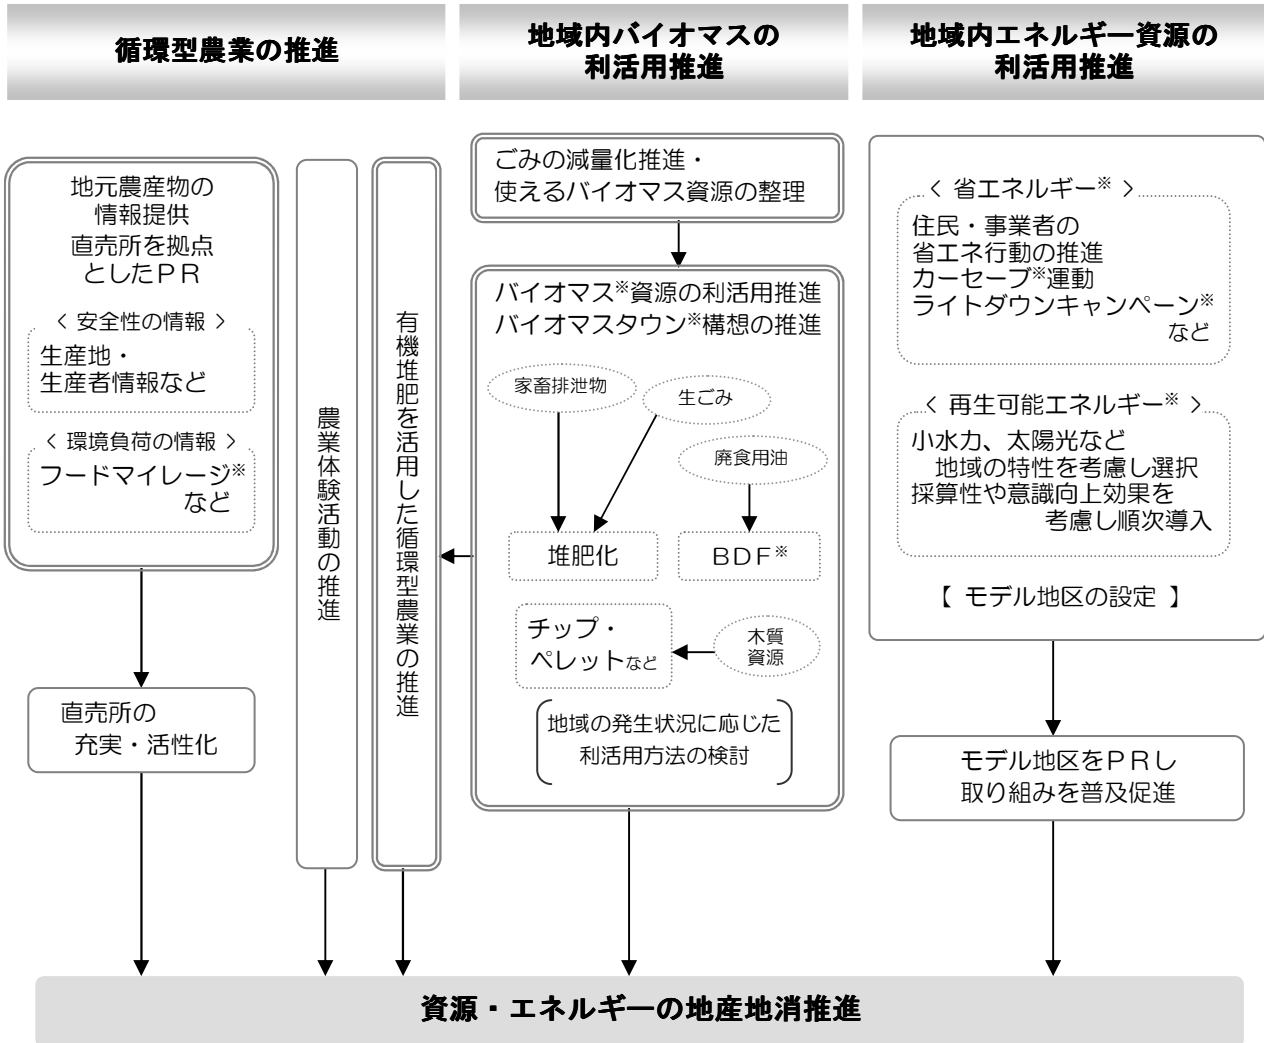 循環型農業の推進
地域内バイオマスの
利活用推進
地域内エネルギー資源の
利活用推進
地元農産物の
情報提供
直売所を拠点
としたＰＲ
〈 安全性の情報 〉
生産地・
生産者情報など
〈 環境負荷の情報 〉
フードマイレージ※
など
直売所の
充実・活性化
農業体験活動の推進
有機堆肥を活用した循環型農業の推進
ごみの減量化推進・
使えるバイオマス資源の整理
バイオマス※資源の利活用推進
バイオマスタウン※構想の推進
家畜排泄物
生ごみ
廃食用油
堆肥化
ＢＤＦ※
チップ・
ペレットなど
木質
資源
地域の発生状況に応じた
利活用方法の検討
〈 省エネルギー※ 〉
住民・事業者の
省エネ行動の推進
カーセーブ※運動
ライトダウンキャンペーン※
など
〈 再生可能エネルギー※ 〉
小水力、太陽光など
地域の特性を考慮し選択
採算性や意識向上効果を
考慮し順次導入
【 モデル地区の設定 】
モデル地区をＰＲし
取り組みを普及促進
資源・エネルギーの地産地消推進